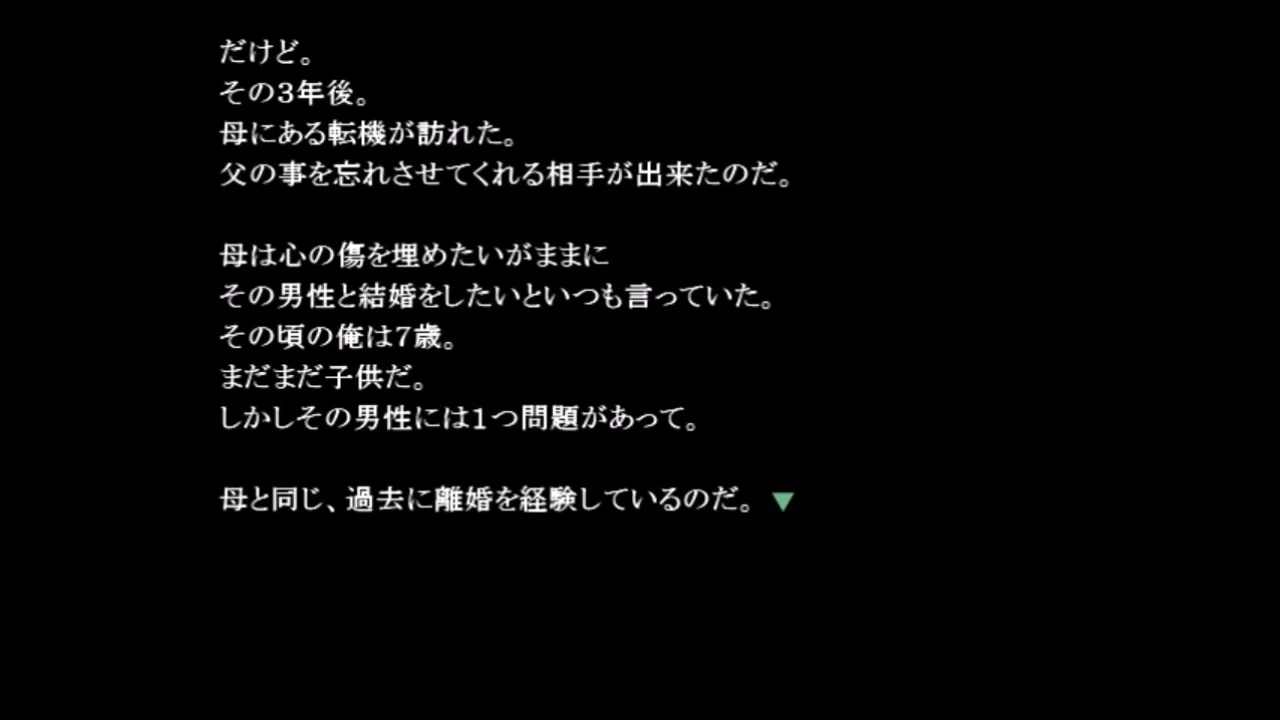 だけど。
その3年後。
母にある転機が訪れた。
父の事を忘れさせてくれる相手が出来たのだ。
母は心の傷を埋めたいがままに
その男性と結婚をしたいといつも言っていた。
その頃の俺は7歳。
まだまだ子供だ。
しかしその男性には1つ問題があって。
母と同じ、過去に離婚を経験しているのだ。